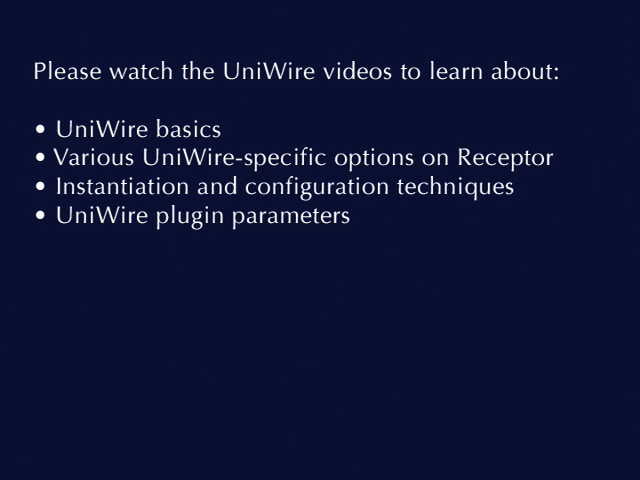 Please watch the UniWire videos to learn about:
• UniWire basics
• Various UniWire-specific options on Receptor
• Instantiation and configuration techniques
• UniWire plugin parameters